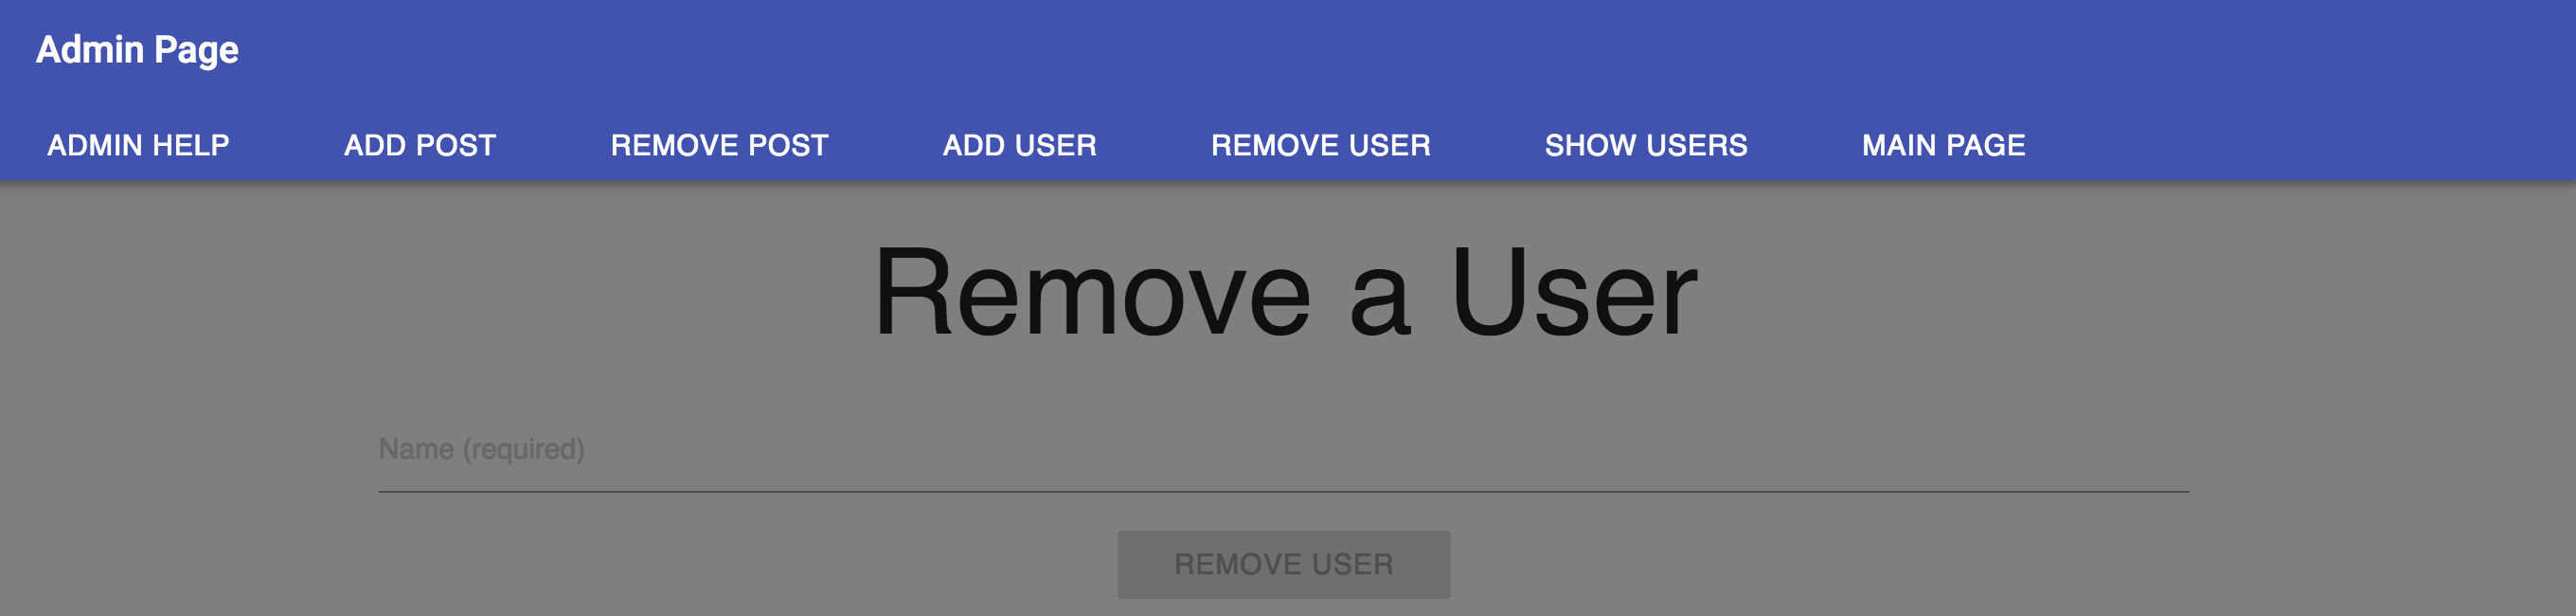 Admin Page
ADMIN HELP ADD POST REMOVE POST ADD USER REMOVE USER SHOW USERS MAIN PAGE
Remove a User
Name (required)
REMOVE USER